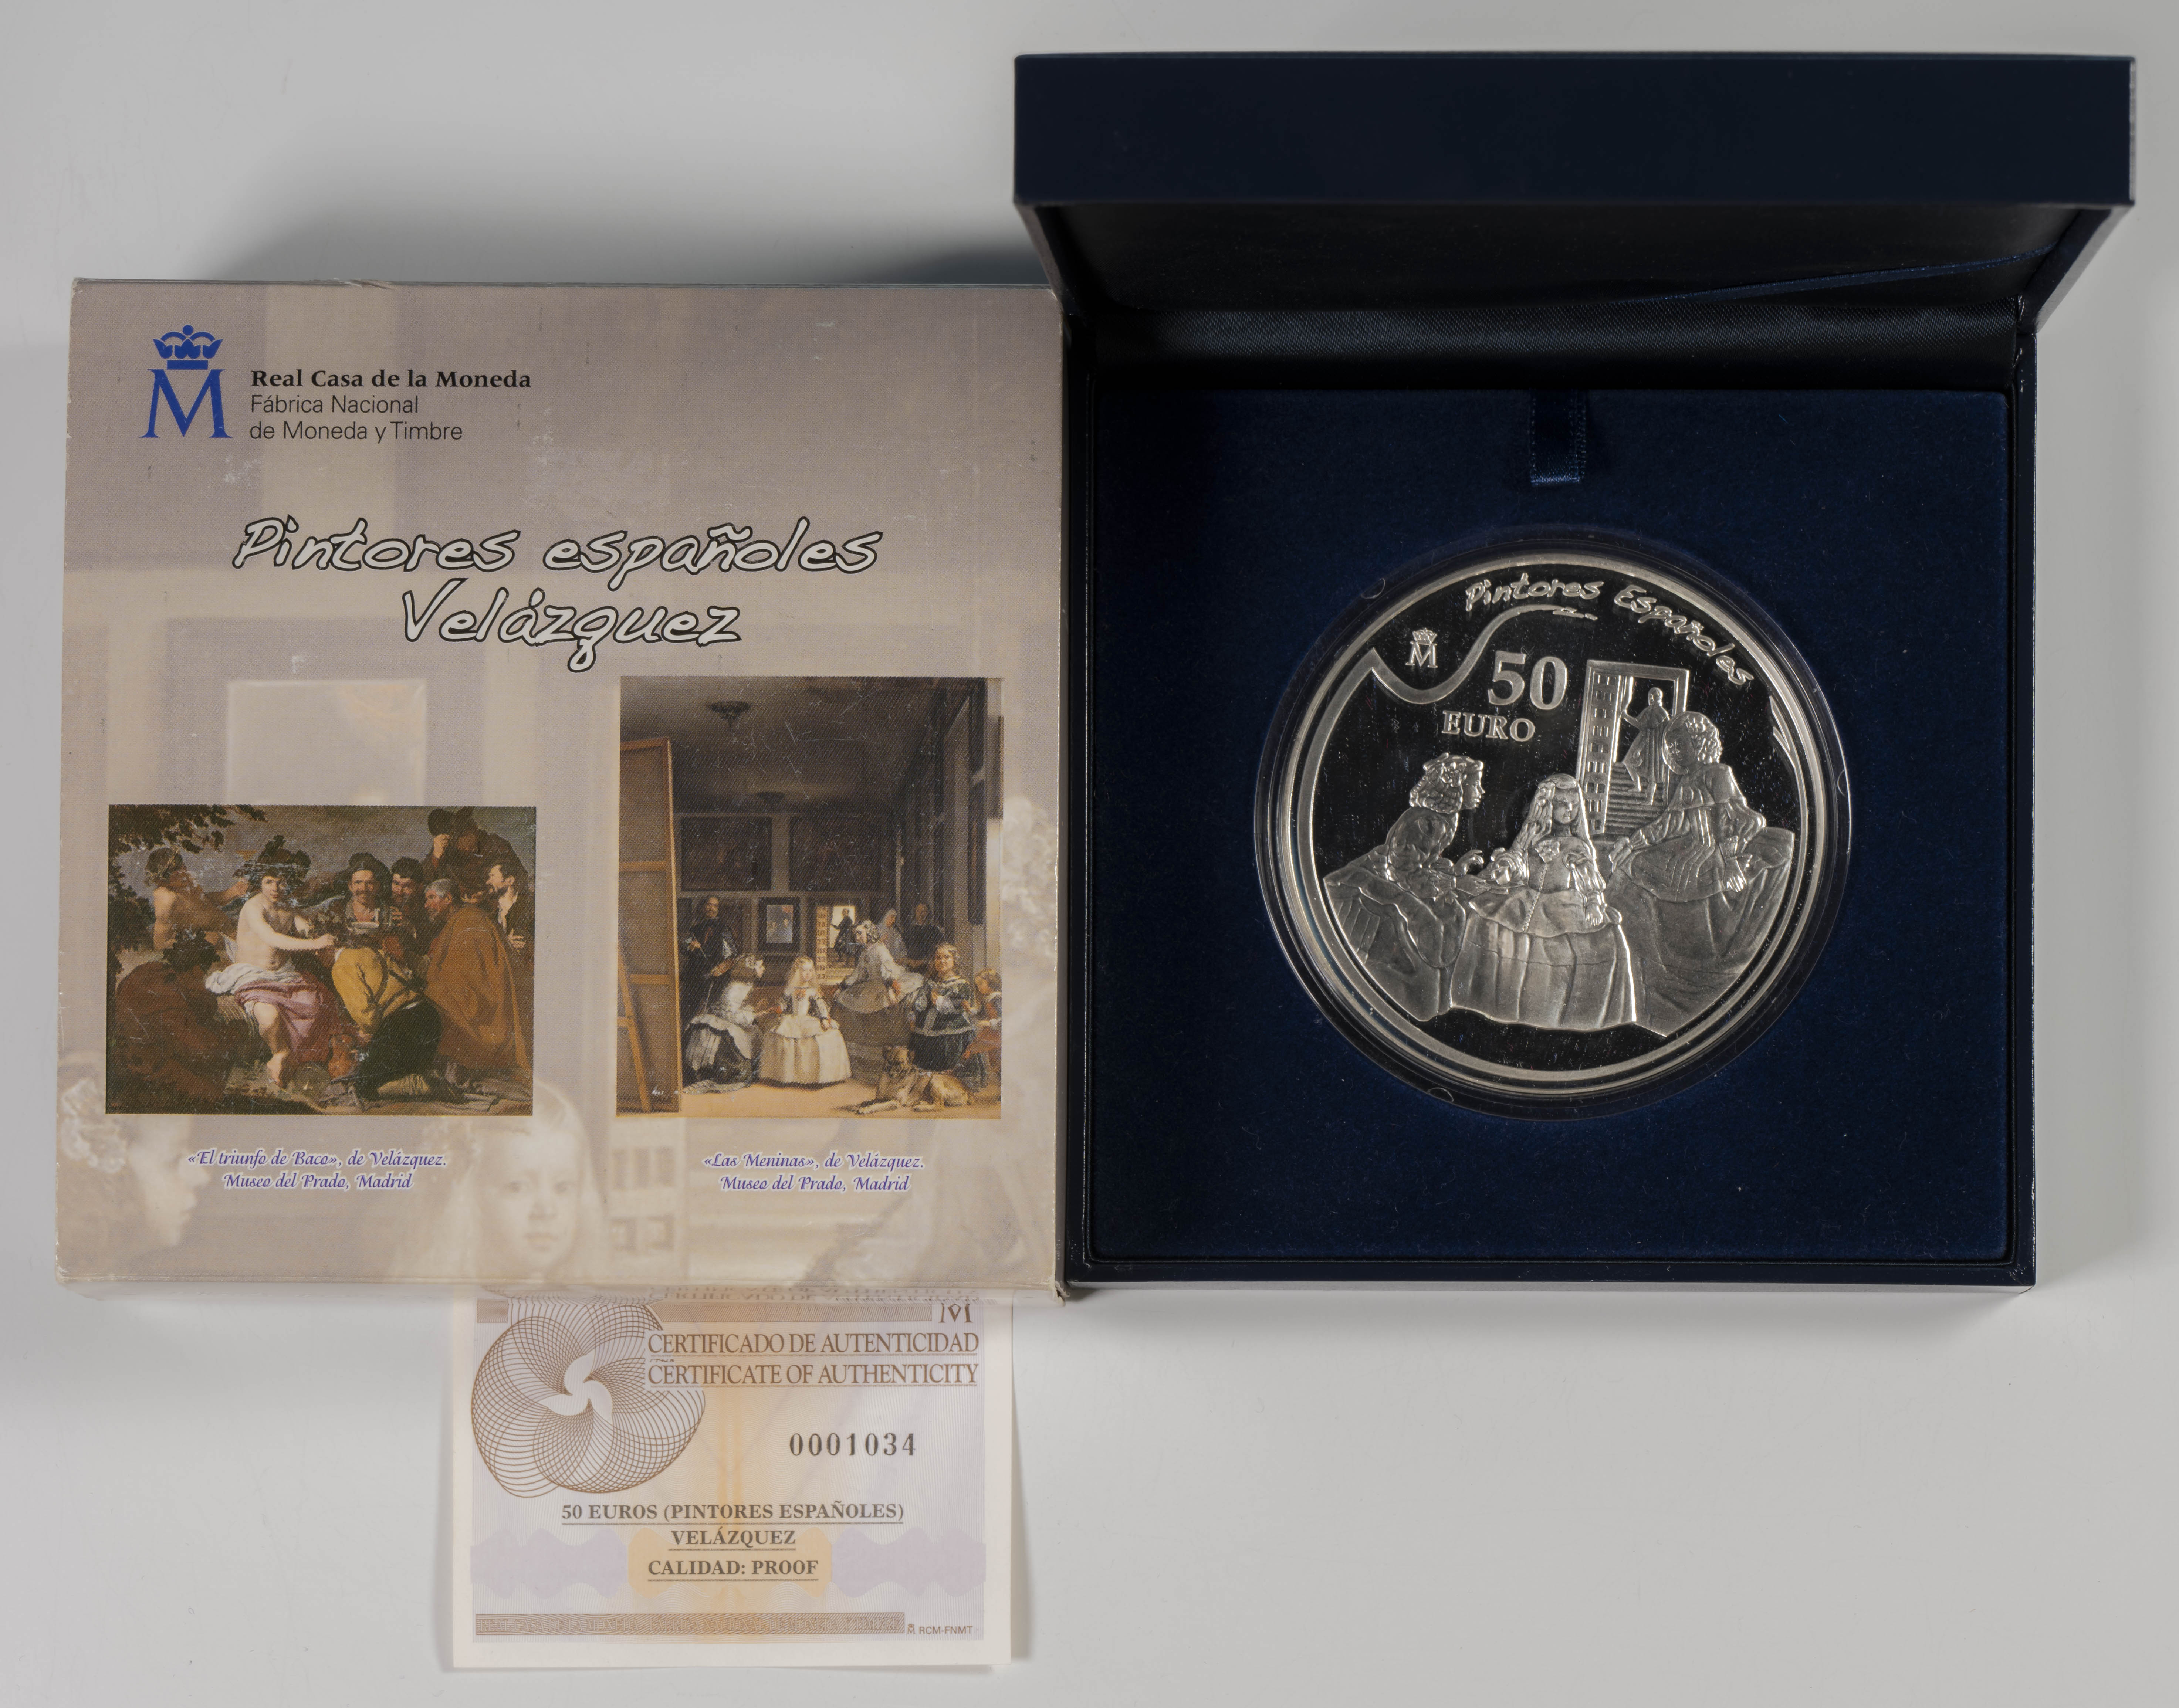 M
Real Casa de la Moneda
Fábrica Nacional
de Moneda y Timbre
Pintores españoles
Velázquez
«El triunfo de Baco», de Velázquez.
Museo del Prado, Madrid
«Las Meninas», de Velázquez.
Museo del Prado, Madrid
Pintores Españoles
M
50
EURO
M
CERTIFICADO DE AUTENTICIDAD
CERTIFICATE OF AUTHENTICITY
0001034
50 EUROS (PINTORES ESPAÑOLES)
VELÁZQUEZ
CALIDAD: PROOF
M RCM-FNMT